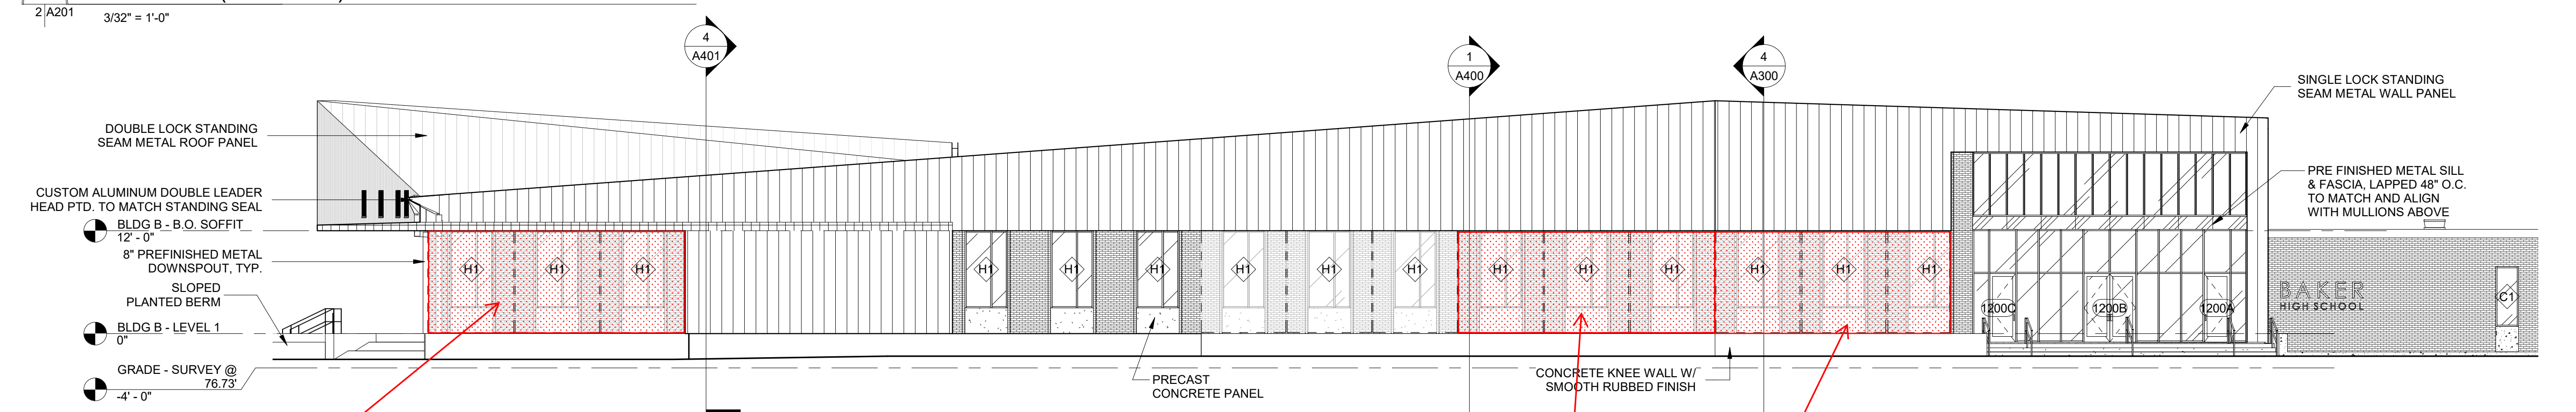 2 A201
3/32" = 1'-0"
4
A401
1
A400
4
A300
SINGLE LOCK STANDING
SEAM METAL WALL PANEL
DOUBLE LOCK STANDING
SEAM METAL ROOF PANEL
PRE FINISHED METAL SILL
& FASCIA, LAPPED 48" O.C.
TO MATCH AND ALIGN
WITH MULLIONS ABOVE
CUSTOM ALUMINUM DOUBLE LEADER
HEAD PTD. TO MATCH STANDING SEAL
BLDG B - B.O. SOFFIT
12' - 0"
8" PREFINISHED METAL
DOWNSPOUT, TYP.
H1 H1 H1 H1 H1 H1 H1 H1 H1 H1 H1 H1 H1 H1 H1
SLOPED
PLANTED BERM
1200C 1200B 1200A
BAKER
HIGH SCHOOL
C1
BLDG B - LEVEL 1
0"
GRADE - SURVEY @
76.73'
-4' - 0"
PRECAST
CONCRETE PANEL
CONCRETE KNEE WALL W/
SMOOTH RUBBED FINISH